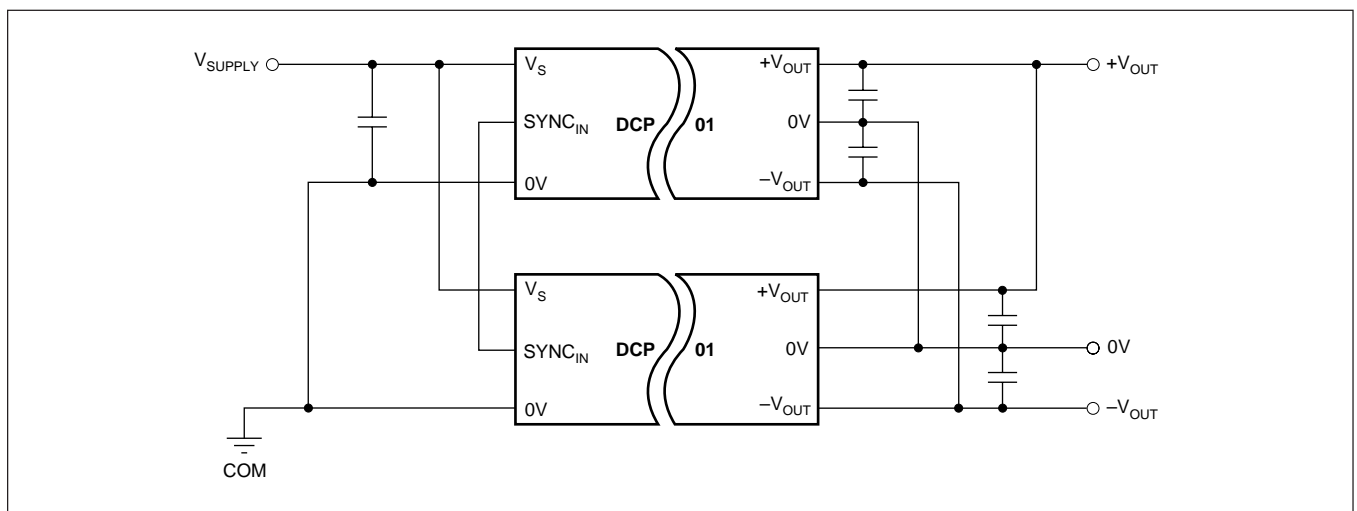 V_SUPPLY
V_S
SYNC_IN
0V
DCP
01
+V_OUT
0V
–V_OUT
+V_OUT
V_S
SYNC_IN
0V
DCP
01
+V_OUT
0V
–V_OUT
0V
–V_OUT
COM